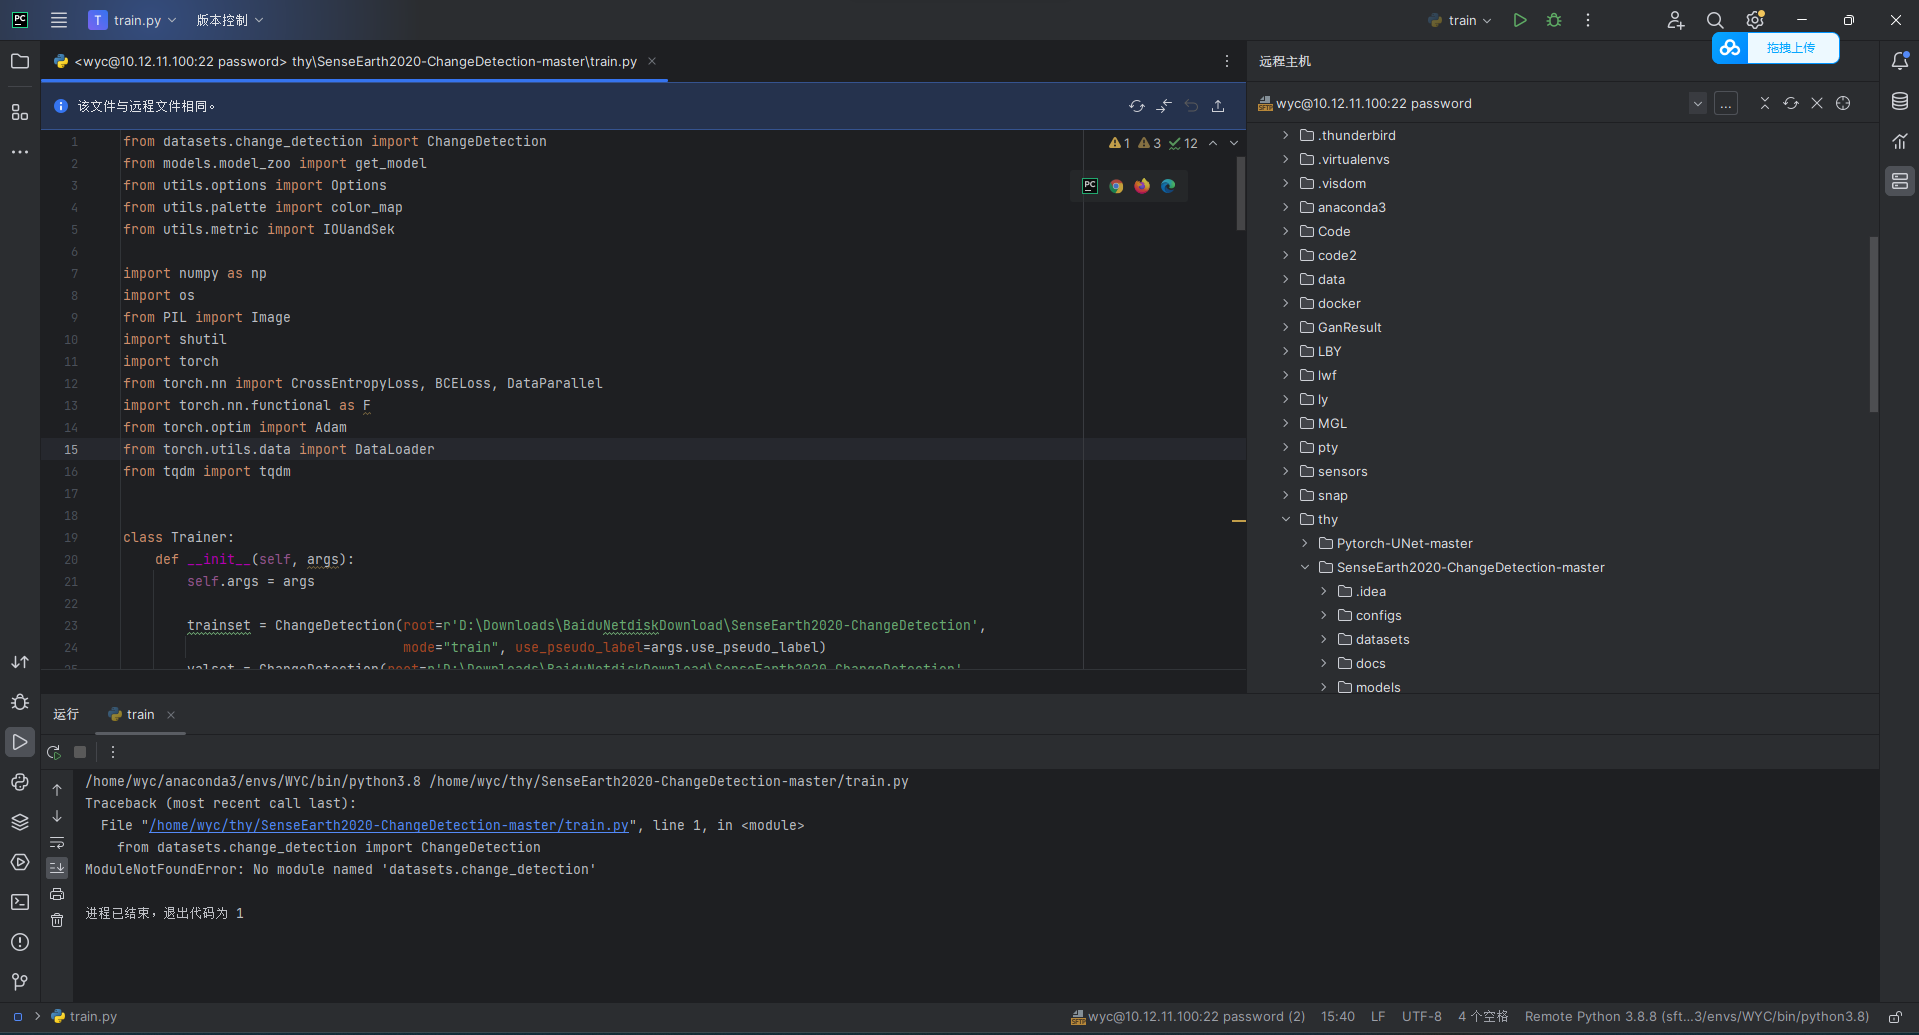 PC
T train.py
版本控制
train
拖拽上传
<wyc@10.12.11.100:22 password> thy\SenseEarth2020-ChangeDetection-master\train.py
该文件与远程文件相同。
1 from datasets.change_detection import ChangeDetection
2 from models.model_zoo import get_model
3 from utils.options import Options
4 from utils.palette import color_map
5 from utils.metric import IOUandSek
6
7 import numpy as np
8 import os
9 from PIL import Image
10 import shutil
11 import torch
12 from torch.nn import CrossEntropyLoss, BCELoss, DataParallel
13 import torch.nn.functional as F
14 from torch.optim import Adam
15 from torch.utils.data import DataLoader
16 from tqdm import tqdm
17
18
19 class Trainer:
20 def __init__(self, args):
21 self.args = args
22
23 trainset = ChangeDetection(root=r'D:\Downloads\BaiduNetdiskDownload\SenseEarth2020-ChangeDetection',
24 mode="train", use_pseudo_label=args.use_pseudo_label)
25 valset = ChangeDetection(root=r'D:\Downloads\BaiduNetdiskDownload\SenseEarth2020-ChangeDetection',
1 3 12
PC
远程主机
wyc@10.12.11.100:22 password
...
.thunderbird
.virtualenvs
.visdom
anaconda3
Code
code2
data
docker
GanResult
LBY
lwf
ly
MGL
pty
sensors
snap
thy
Pytorch-UNet-master
SenseEarth2020-ChangeDetection-master
.idea
configs
datasets
docs
models
运行
train
/home/wyc/anaconda3/envs/WYC/bin/python3.8 /home/wyc/thy/SenseEarth2020-ChangeDetection-master/train.py
Traceback (most recent call last):
File "/home/wyc/thy/SenseEarth2020-ChangeDetection-master/train.py", line 1, in <module>
from datasets.change_detection import ChangeDetection
ModuleNotFoundError: No module named 'datasets.change_detection'
进程已结束，退出代码为 1
train.py
SFTP wyc@10.12.11.100:22 password (2)
15:40
LF
UTF-8
4 个空格
Remote Python 3.8.8 (sft...3/envs/WYC/bin/python3.8)